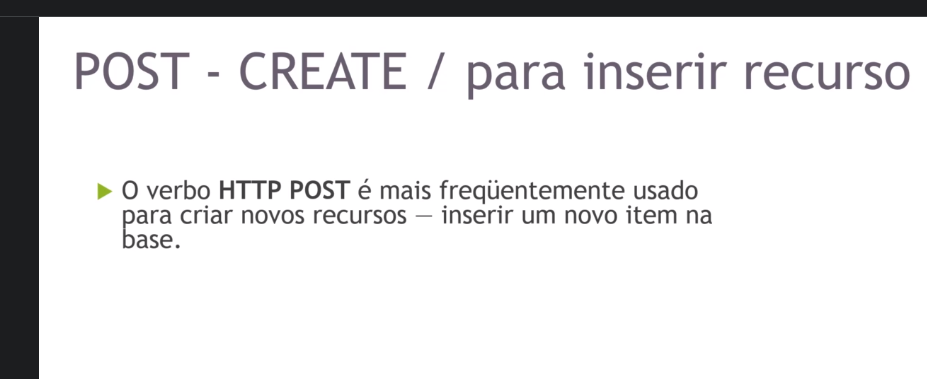 POST - CREATE / para inserir recurso
O verbo HTTP POST é mais freqüentemente usado
para criar novos recursos — inserir um novo item na
base.